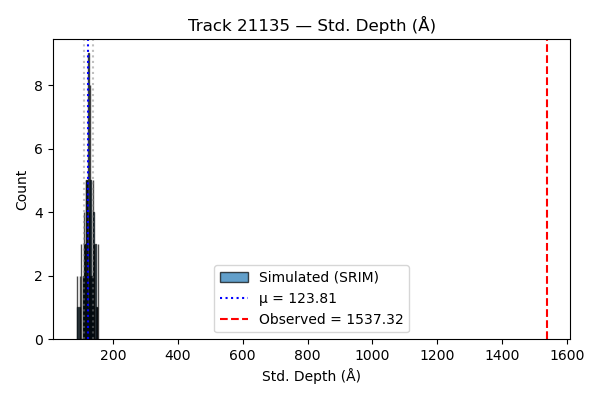 Track 21135 — Std. Depth (Å)
Count
8
6
4
2
0
Simulated (SRIM)
μ = 123.81
Observed = 1537.32
200 400 600 800 1000 1200 1400 1600
Std. Depth (Å)